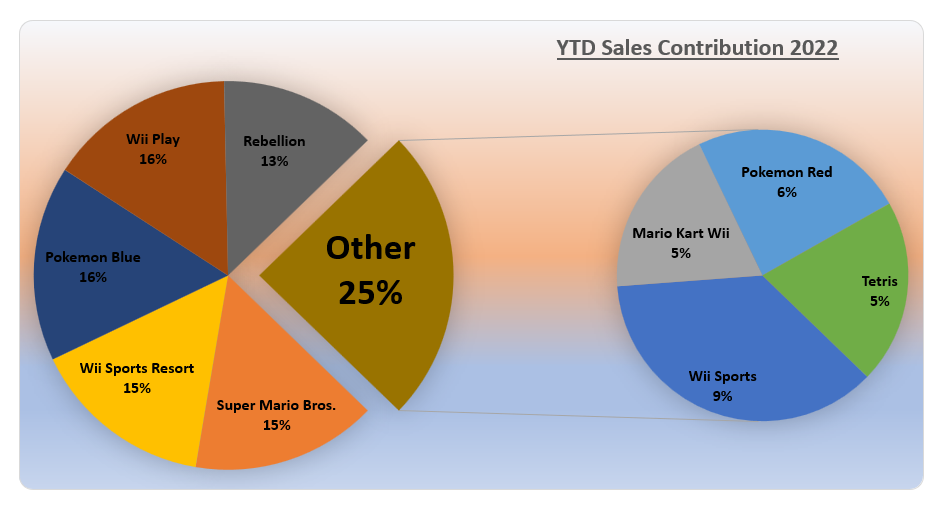 YTD Sales Contribution 2022
Wii Play
16%
Rebellion
13%
Pokemon Blue
16%
Other
25%
Wii Sports Resort
15%
Super Mario Bros.
15%
Pokemon Red
6%
Mario Kart Wii
5%
Tetris
5%
Wii Sports
9%